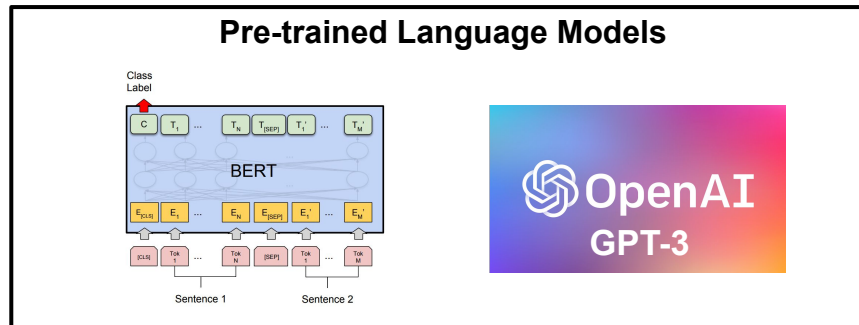 Pre-trained Language Models
Class
Label
C T1 ... TN T[SEP] T1' ... TM'
BERT
E[CLS] E1 ... EN E[SEP] E1' ... EM'
[CLS] Tok 1 ... Tok N [SEP] Tok 1 ... Tok M
Sentence 1 Sentence 2
OpenAI
GPT-3